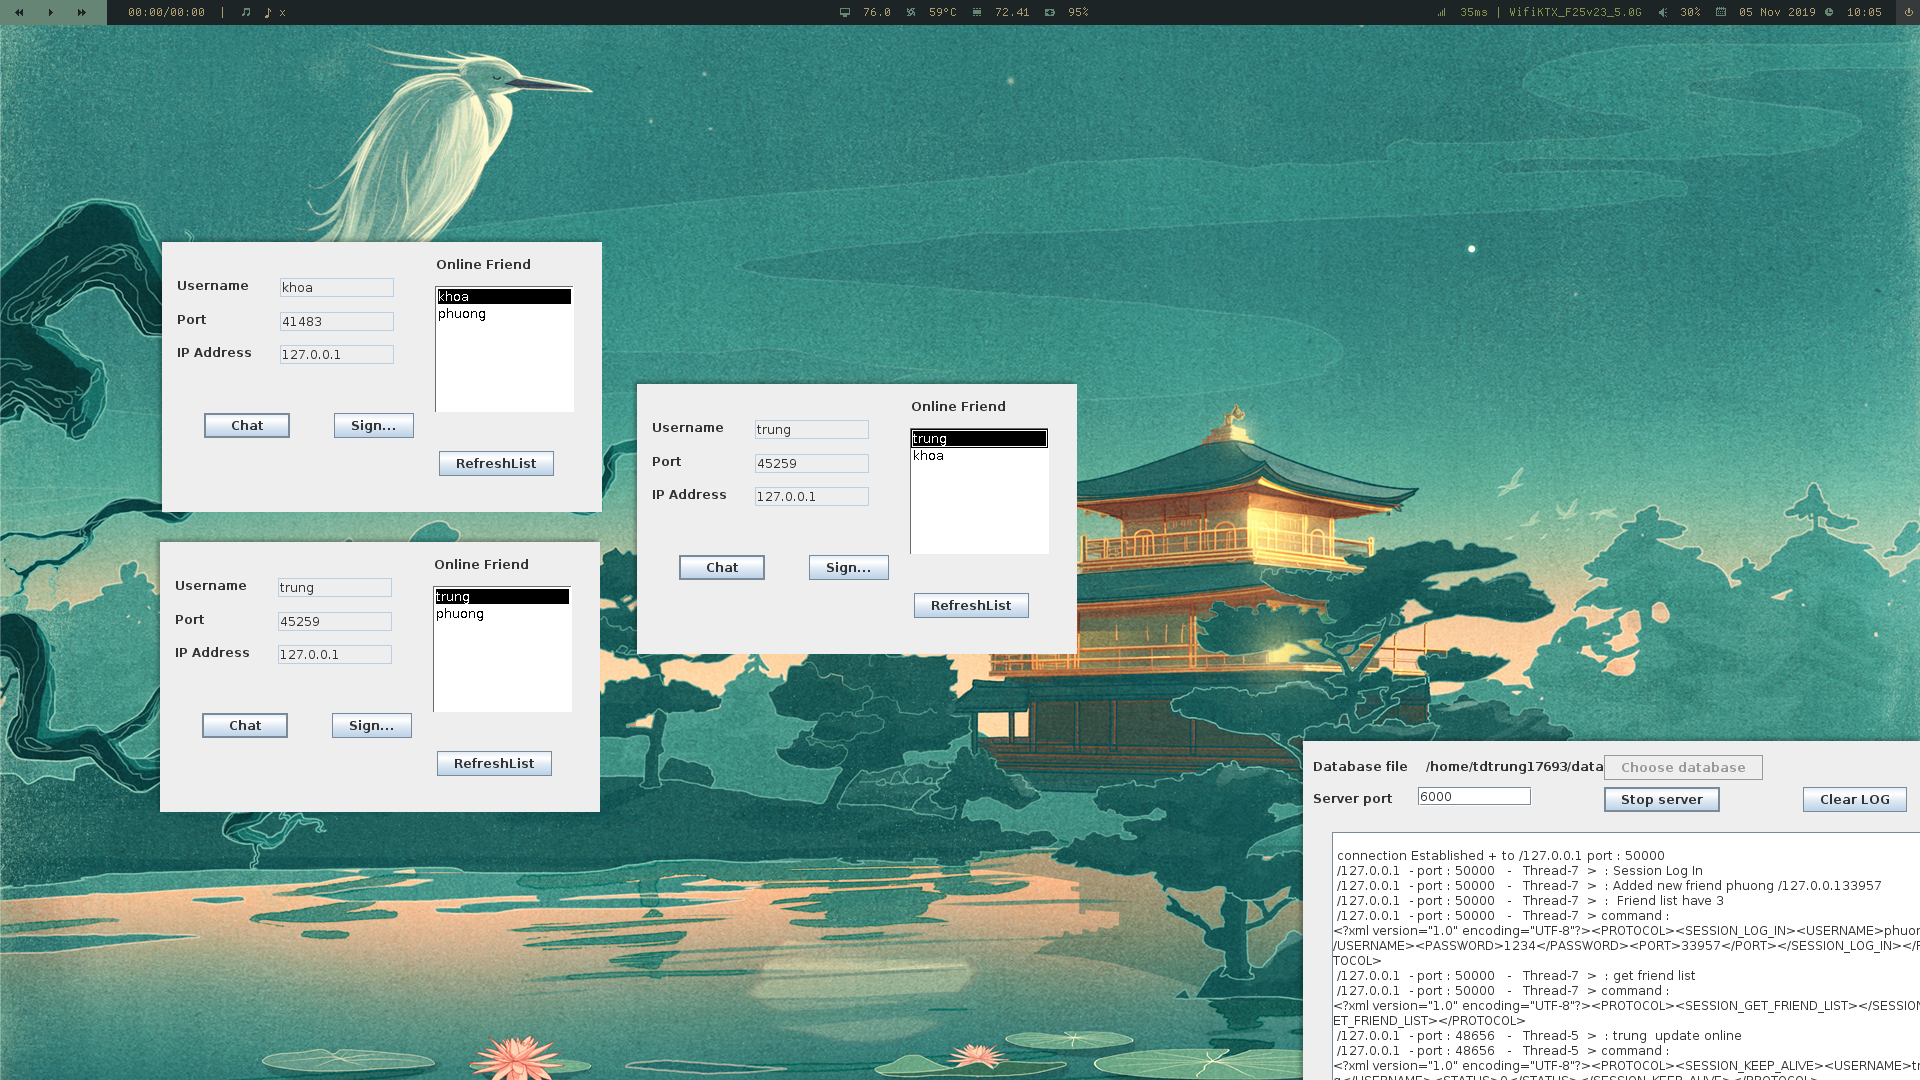 00:00/00:00 | x
76.0 59°C 72.41 95%
35ms | WifiKTX_F25v23_5.0G 30% 05 Nov 2019 10:05
Online Friend
Username khoa
Port 41483
IP Address 127.0.0.1
khoa
phuong
Chat Sign...
RefreshList
Online Friend
Username trung
Port 45259
IP Address 127.0.0.1
trung
khoa
Chat Sign...
RefreshList
Online Friend
Username trung
Port 45259
IP Address 127.0.0.1
trung
phuong
Chat Sign...
RefreshList
Database file /home/tdtrung17693/data Choose database
Server port 6000 Stop server Clear LOG
connection Established + to /127.0.0.1 port : 50000
/127.0.0.1 - port : 50000 - Thread-7 > : Session Log In
/127.0.0.1 - port : 50000 - Thread-7 > : Added new friend phuong /127.0.0.133957
/127.0.0.1 - port : 50000 - Thread-7 > : Friend list have 3
/127.0.0.1 - port : 50000 - Thread-7 > command :
<?xml version="1.0" encoding="UTF-8"?><PROTOCOL><SESSION_LOG_IN><USERNAME>phuon
/USERNAME><PASSWORD>1234</PASSWORD><PORT>33957</PORT></SESSION_LOG_IN></P
TOCOL>
/127.0.0.1 - port : 50000 - Thread-7 > : get friend list
/127.0.0.1 - port : 50000 - Thread-7 > command :
<?xml version="1.0" encoding="UTF-8"?><PROTOCOL><SESSION_GET_FRIEND_LIST></SESSION
ET_FRIEND_LIST></PROTOCOL>
/127.0.0.1 - port : 48656 - Thread-5 > : trung update online
/127.0.0.1 - port : 48656 - Thread-5 > command :
<?xml version="1.0" encoding="UTF-8"?><PROTOCOL><SESSION_KEEP_ALIVE><USERNAME>tr
g</USERNAME><STATUS>0</STATUS></SESSION_KEEP_ALIVE></PROTOCOL>